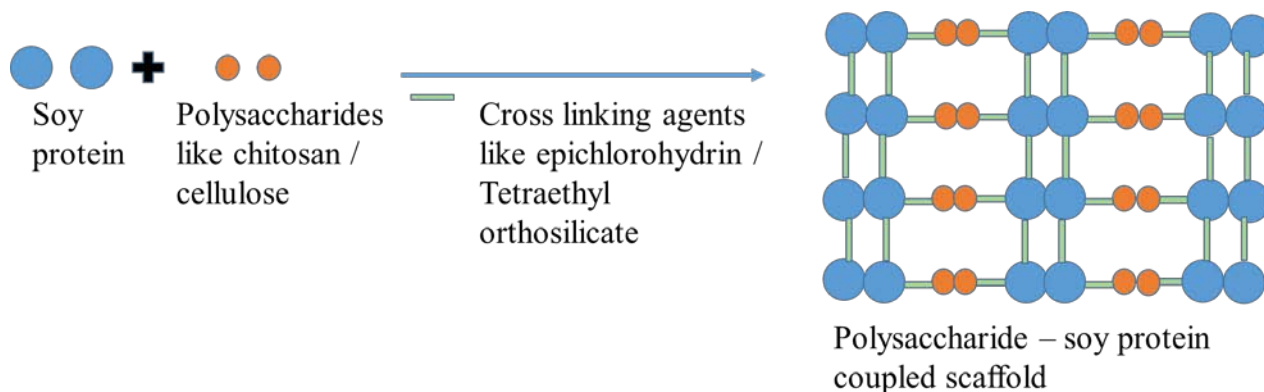 Soy
protein
Polysaccharides
like chitosan /
cellulose
Cross linking agents
like epichlorohydrin /
Tetraethyl
orthosilicate
Polysaccharide – soy protein
coupled scaffold